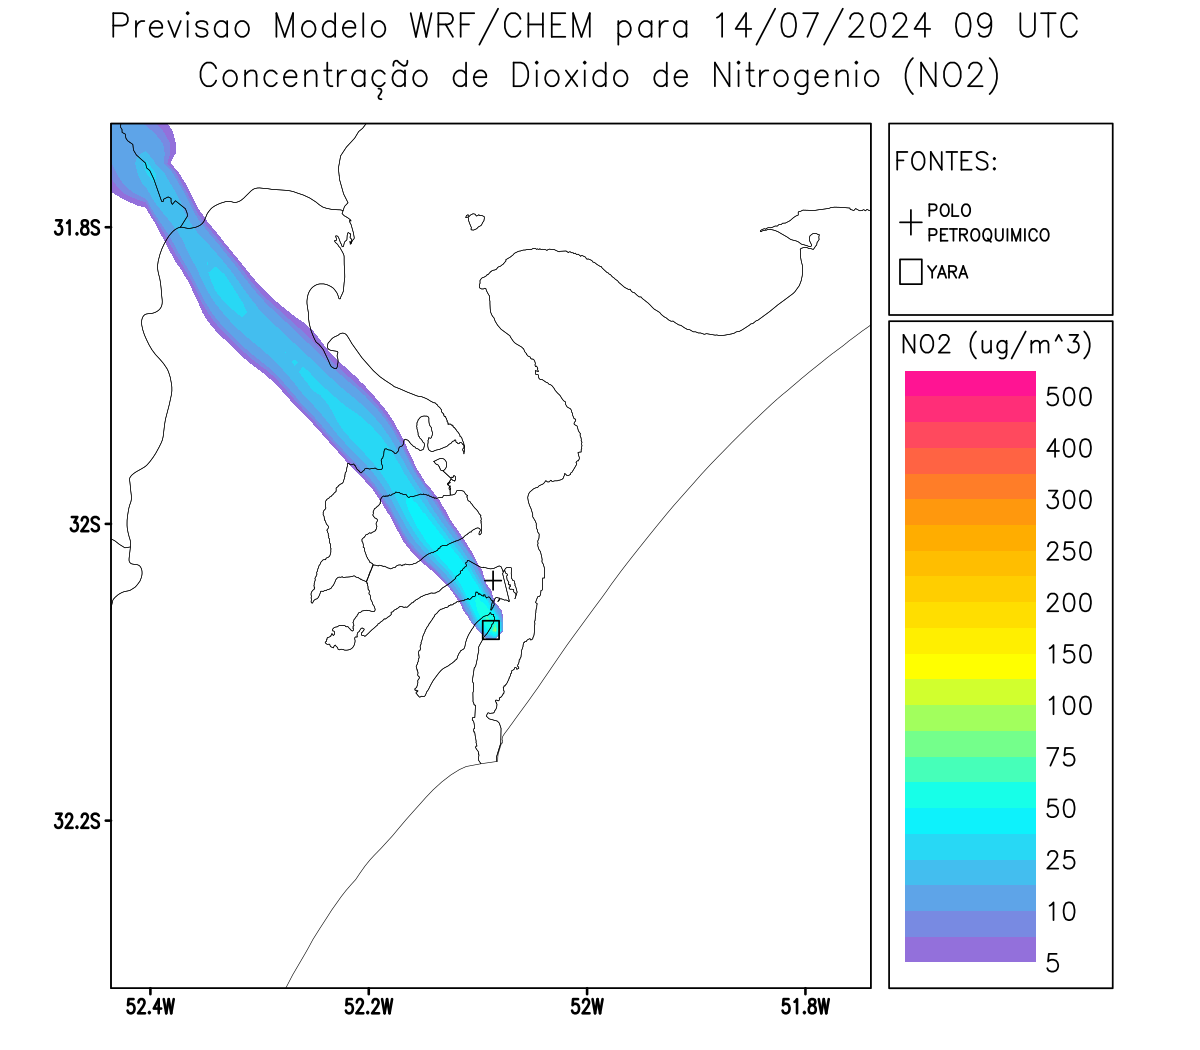 Previsao Modelo WRF/CHEM para 14/07/2024 09 UTC
Concentração de Dioxido de Nitrogenio (NO2)
FONTES:
POLO
PETROQUIMICO
YARA
NO2 (ug/m^3)
500
400
300
250
200
150
100
75
50
25
10
5
31.8S
32S
32.2S
52.4W
52.2W
52W
51.8W